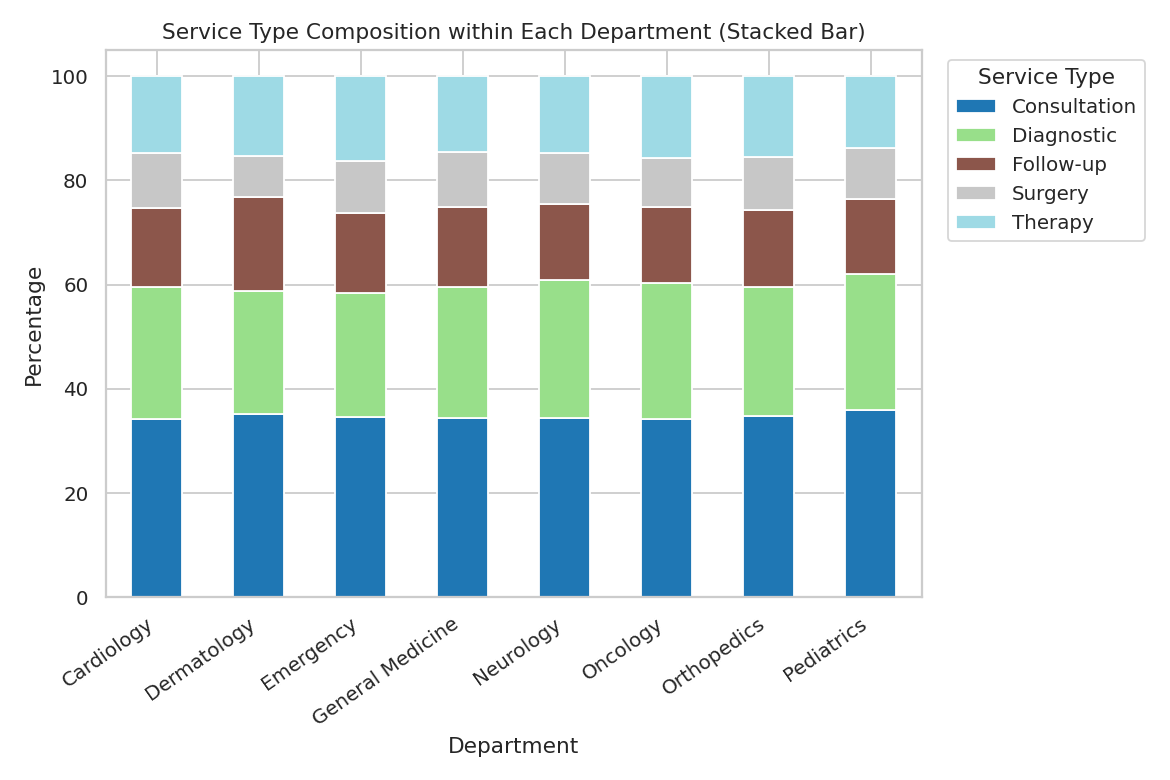 Service Type Composition within Each Department (Stacked Bar)
Percentage
100
80
60
40
20
0
Cardiology
Dermatology
Emergency
General Medicine
Neurology
Oncology
Orthopedics
Pediatrics
Department
Service Type
Consultation
Diagnostic
Follow-up
Surgery
Therapy